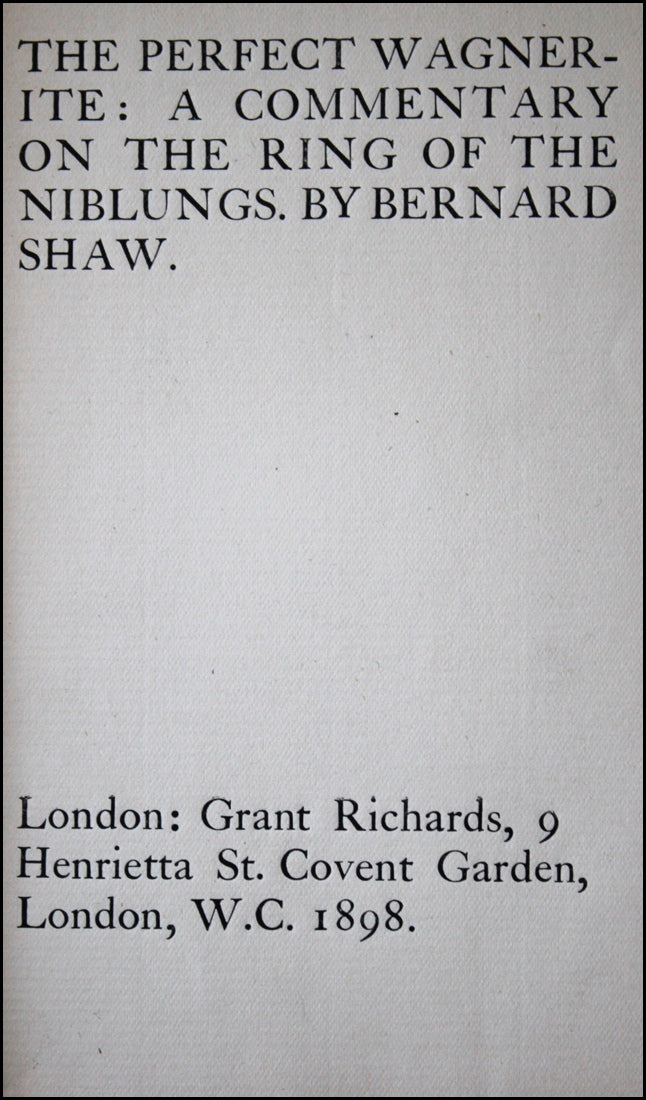 THE PERFECT WAGNER-
ITE: A COMMENTARY
ON THE RING OF THE
NIBLUNGS. BY BERNARD
SHAW.
London: Grant Richards, 9
Henrietta St. Covent Garden,
London, W.C. 1898.